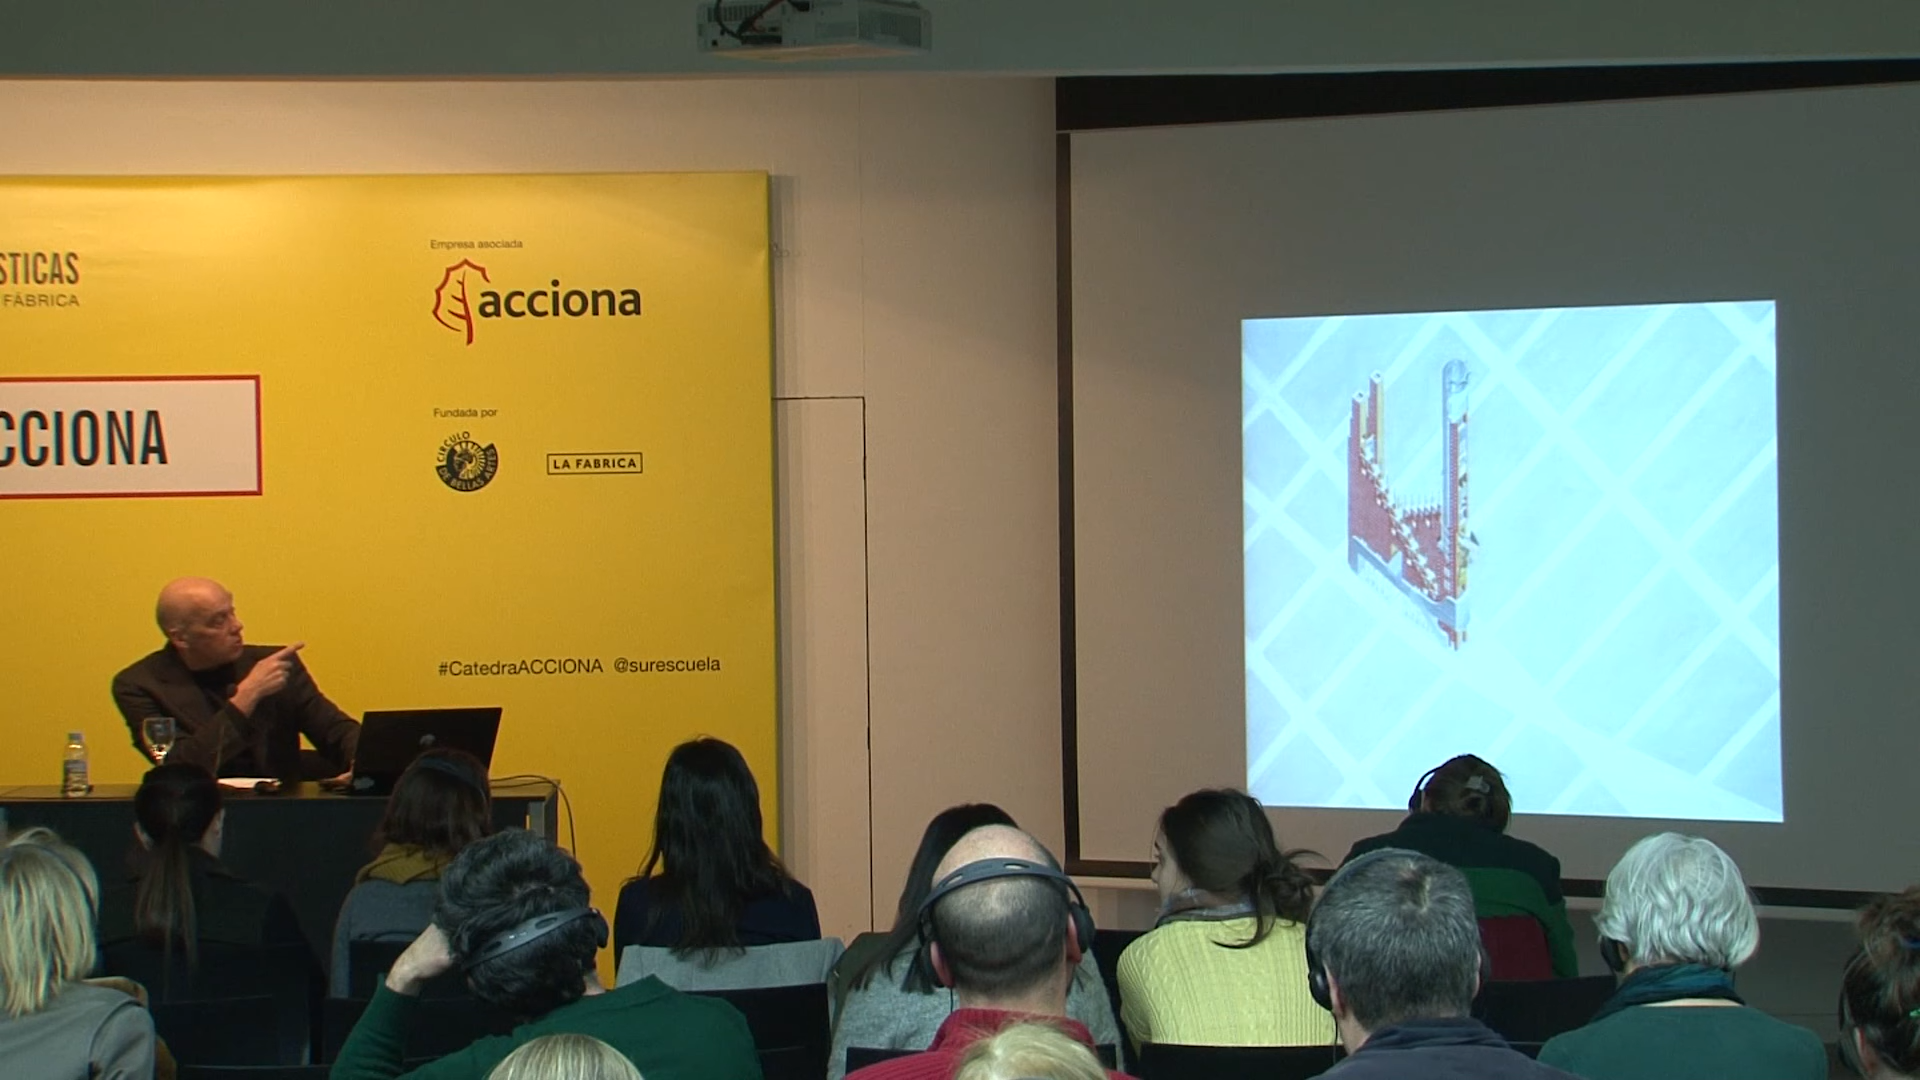 STICAS
FÁBRICA
CCIONA
Empresa asociada
acciona
Fundada por
CIRCULO
DE BELLAS ARTES
LA FABRICA
#CatedraACCIONA @surescuela